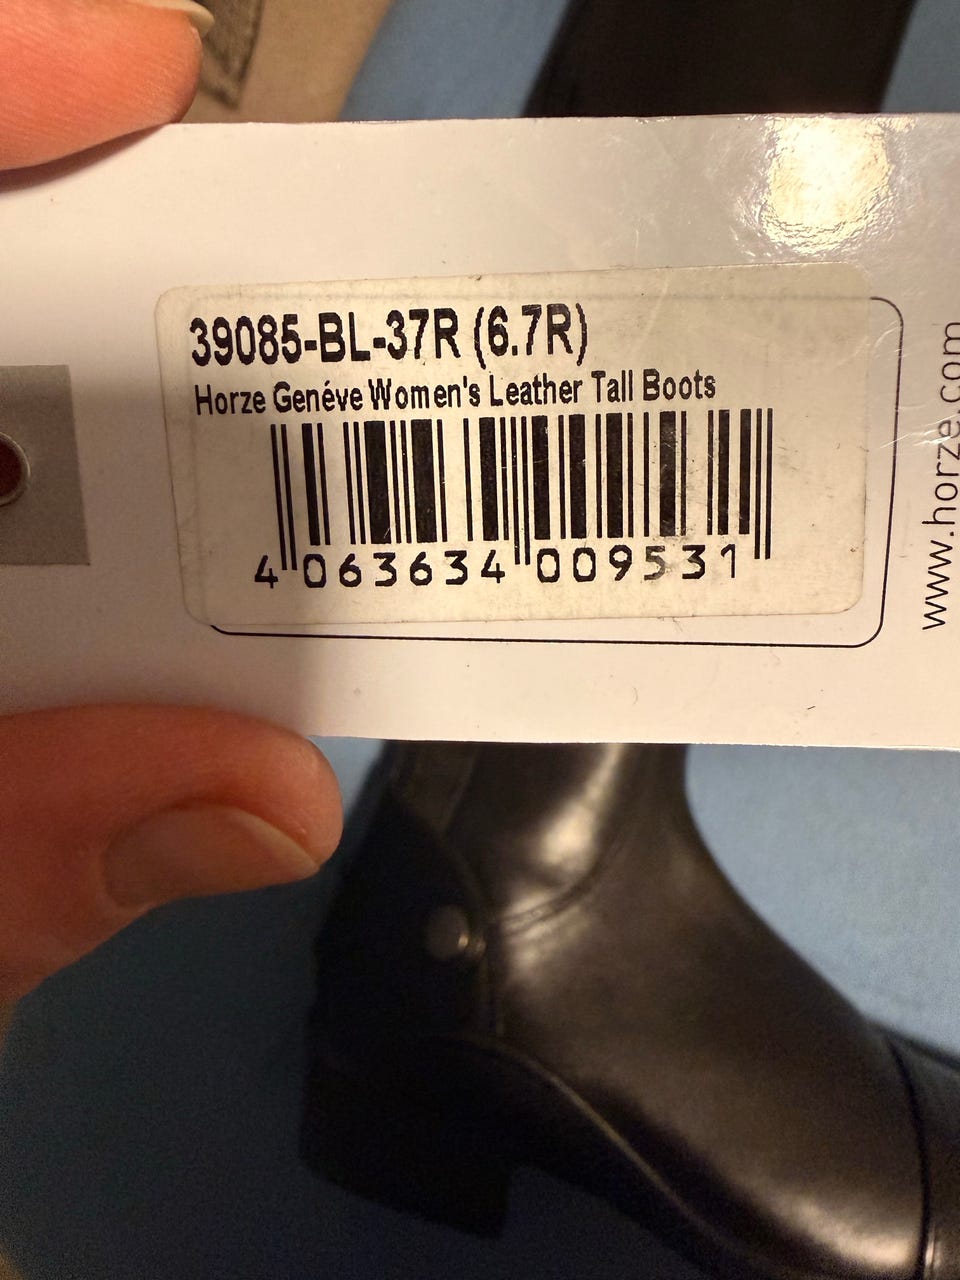 39085-BL-37R (6.7R)
Horze Genéve Women's Leather Tall Boots
4 063634 009531
www.horze.com